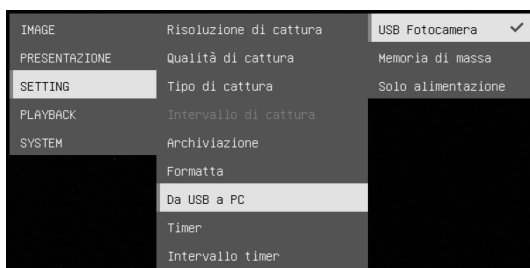 IMAGE
PRESENTAZIONE
SETTING
PLAYBACK
SYSTEM
Risoluzione di cattura
Qualità di cattura
Tipo di cattura
Intervallo di cattura
Archiviazione
Formatta
Da USB a PC
Timer
Intervallo timer
USB Fotocamera ✓
Memoria di massa
Solo alimentazione